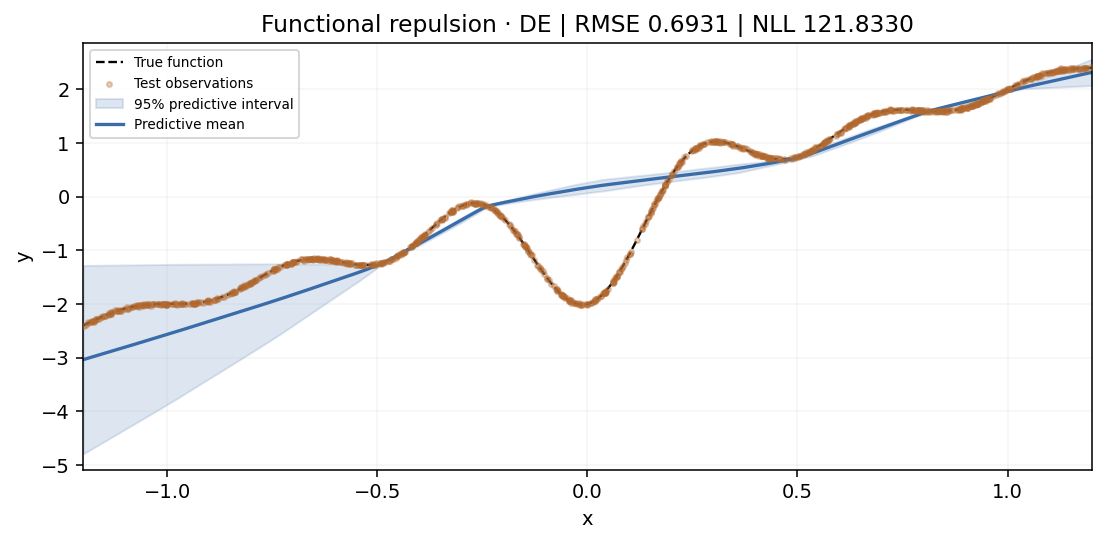 Functional repulsion · DE | RMSE 0.6931 | NLL 121.8330
True function
Test observations
95% predictive interval
Predictive mean
y
2
1
0
−1
−2
−3
−4
−5
−1.0
−0.5
0.0
0.5
1.0
x